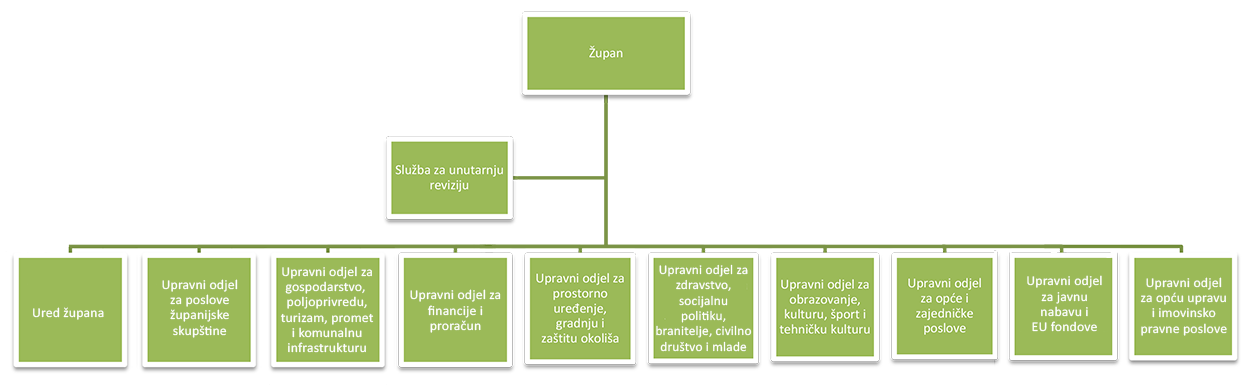 Župan
Služba za unutarnju
reviziju
Ured župana
Upravni odjel
za poslove
županijske
skupštine
Upravni odjel za
gospodarstvo,
poljoprivredu,
turizam, promet
i komunalnu
infrastrukturu
Upravni odjel za
financije i
proračun
Upravni odjel za
prostorno
uređenje,
gradnju i
zaštitu okoliša
Upravni odjel za
zdravstvo,
socijalnu
politiku,
branitelje, civilno
društvo i mlade
Upravni odjel za
obrazovanje,
kulturu, šport i
tehničku kulturu
Upravni odjel
za opće i
zajedničke
poslove
Upravni odjel
za javnu
nabavu i
EU fondove
Upravni odjel
za opću upravu
i imovinsko
pravne poslove